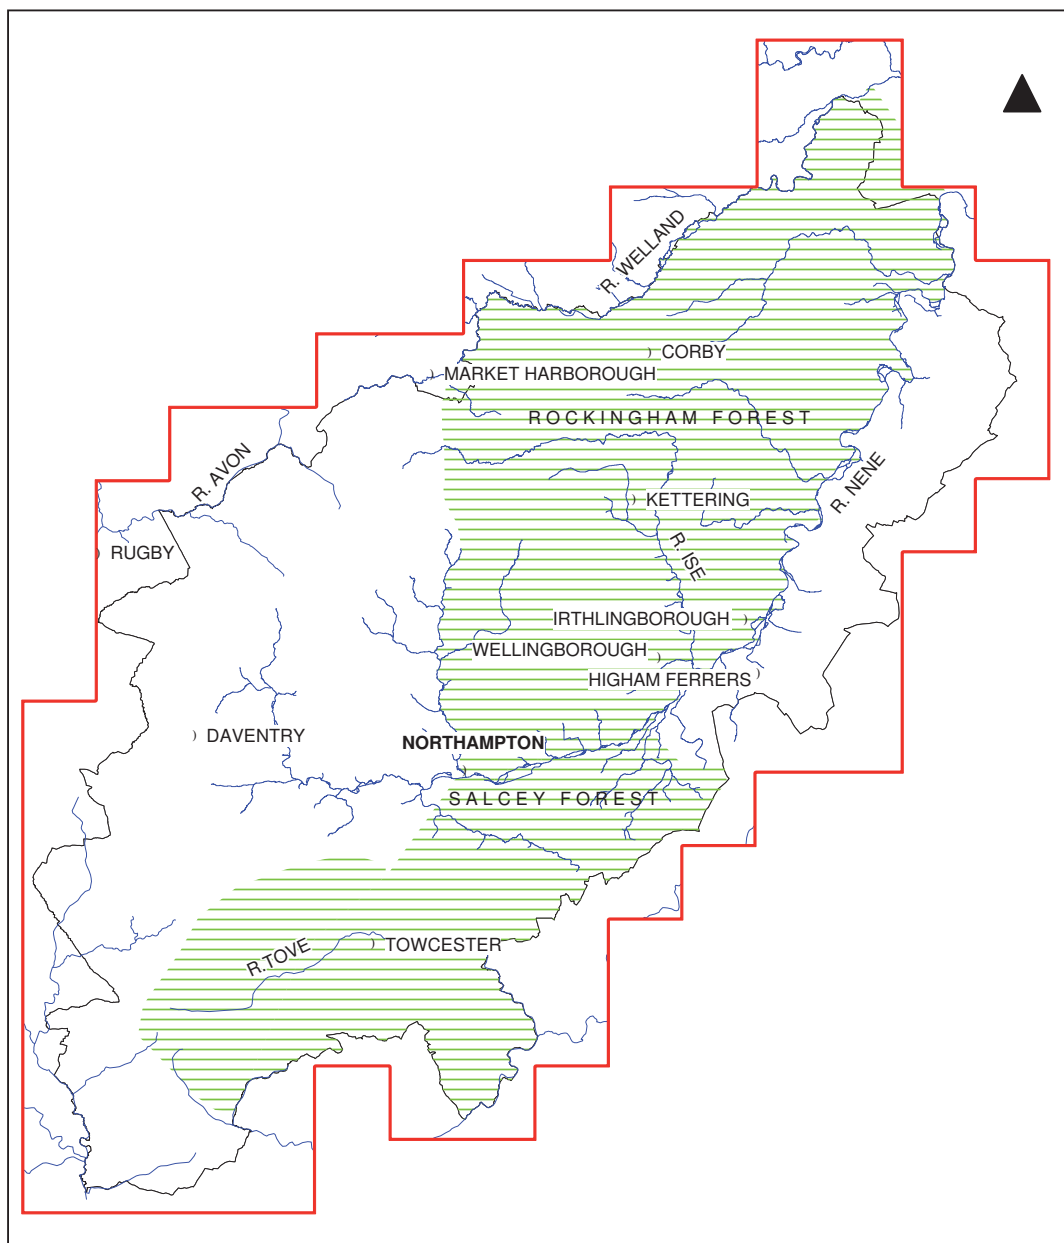 R. WELLAND
CORBY
MARKET HARBOROUGH
ROCKINGHAM FOREST
R. AVON
R. NENE
KETTERING
RUGBY
R. ISE
IRTHLINGBOROUGH
WELLINGBOROUGH
HIGHAM FERRERS
DAVENTRY
NORTHAMPTON
SALCEY FOREST
R.TOVE
TOWCESTER